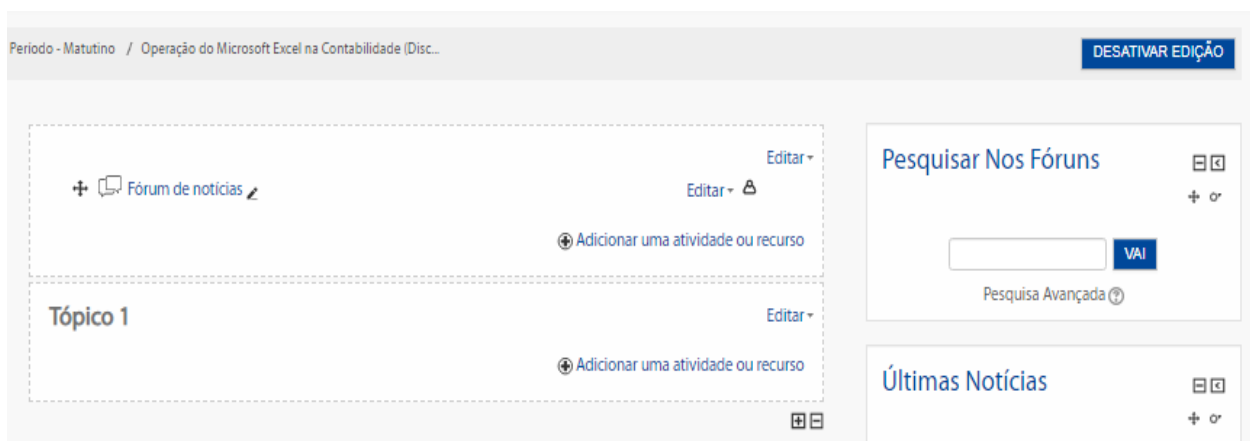 Periodo - Matutino / Operação do Microsoft Excel na Contabilidade (Disc...
DESATIVAR EDIÇÃO
Editar
Fórum de notícias
Editar
Adicionar uma atividade ou recurso
Tópico 1
Editar
Adicionar uma atividade ou recurso
Pesquisar Nos Fóruns
VAI
Pesquisa Avançada
Últimas Notícias